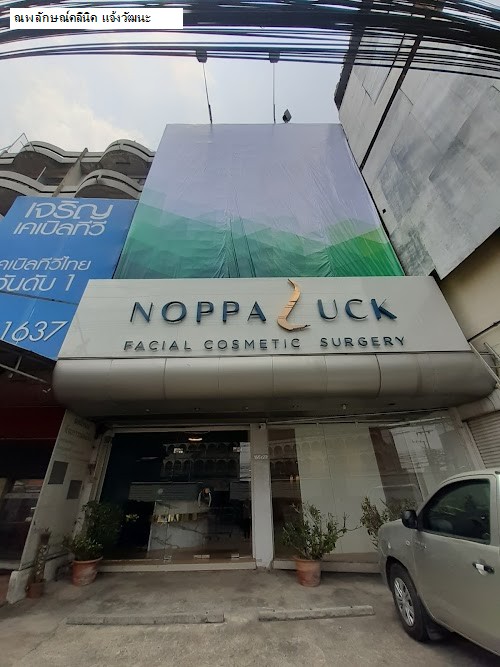 ณพลักษณ์คลินิค แจ้งวัฒนะ
เจริญ
เคเบิลทีวี
คเบิลทีวีไทย
อันดับ 1
1637
NOPPALUCK
FACIAL COSMETIC SURGERY